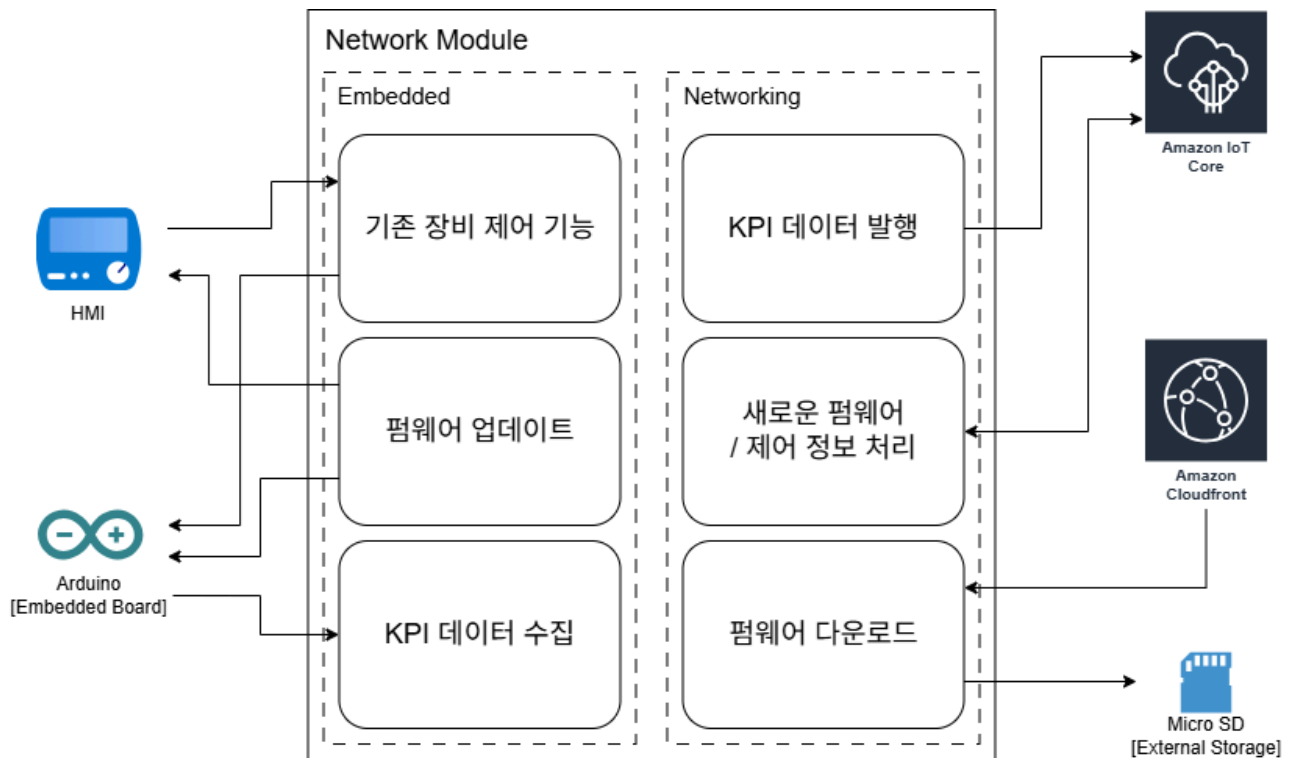 Network Module
Embedded
Networking
기존 장비 제어 기능
KPI 데이터 발행
Amazon IoT
Core
HMI
펌웨어 업데이트
새로운 펌웨어
/ 제어 정보 처리
Amazon
Cloudfront
Arduino
[Embedded Board]
KPI 데이터 수집
펌웨어 다운로드
Micro SD
[External Storage]